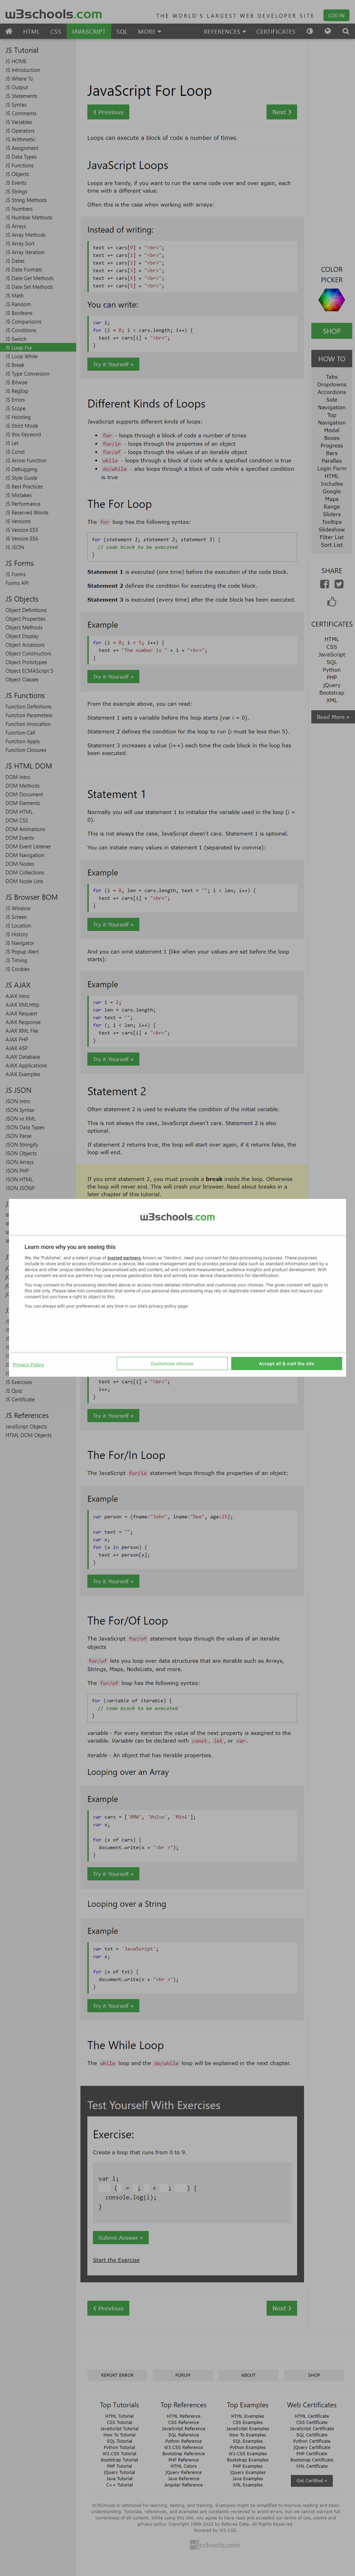 w3schools.com
THE WORLD'S LARGEST WEB DEVELOPER SITE
LOG IN
HTML CSS JAVASCRIPT SQL MORE REFERENCES CERTIFICATES
JS Tutorial
JS HOME
JS Introduction
JS Where To
JS Output
JS Statements
JS Syntax
JS Comments
JS Variables
JS Operators
JS Arithmetic
JS Assignment
JS Data Types
JS Functions
JS Objects
JS Events
JS Strings
JS String Methods
JS Numbers
JS Number Methods
JS Arrays
JS Array Methods
JS Array Sort
JS Array Iteration
JS Dates
JS Date Formats
JS Date Get Methods
JS Date Set Methods
JS Math
JS Random
JS Booleans
JS Comparisons
JS Conditions
JS Switch
JS Loop For
JS Loop While
JS Break
JS Type Conversion
JS Bitwise
JS RegExp
JS Errors
JS Scope
JS Hoisting
JS Strict Mode
JS this Keyword
JS Let
JS Const
JS Arrow Function
JS Debugging
JS Style Guide
JS Best Practices
JS Mistakes
JS Performance
JS Reserved Words
JS Versions
JS Version ES5
JS Version ES6
JS JSON
JS Forms
JS Forms
Forms API
JS Objects
Object Definitions
Object Properties
Object Methods
Object Display
Object Accessors
Object Constructors
Object Prototypes
Object ECMAScript 5
Object Classes
JS Functions
Function Definitions
Function Parameters
Function Invocation
Function Call
Function Apply
Function Closures
JS HTML DOM
DOM Intro
DOM Methods
DOM Document
DOM Elements
DOM HTML
DOM CSS
DOM Animations
DOM Events
DOM Event Listener
DOM Navigation
DOM Nodes
DOM Collections
DOM Node Lists
JS Browser BOM
JS Window
JS Screen
JS Location
JS History
JS Navigator
JS Popup Alert
JS Timing
JS Cookies
JS AJAX
AJAX Intro
AJAX XMLHttp
AJAX Request
AJAX Response
AJAX XML File
AJAX PHP
AJAX ASP
AJAX Database
AJAX Applications
AJAX Examples
JS JSON
JSON Intro
JSON Syntax
JSON vs XML
JSON Data Types
JSON Parse
JSON Stringify
JSON Objects
JSON Arrays
JSON PHP
JSON HTML
JSON JSONP
JS Exercises
JS Quiz
JS Certificate
JS References
JavaScript Objects
HTML DOM Objects
JavaScript For Loop
❮ Previous
Next ❯
Loops can execute a block of code a number of times.
JavaScript Loops
Loops are handy, if you want to run the same code over and over again, each
time with a different value.
Often this is the case when working with arrays:
Instead of writing:
text += cars[0] + "<br>";
text += cars[1] + "<br>";
text += cars[2] + "<br>";
text += cars[3] + "<br>";
text += cars[4] + "<br>";
text += cars[5] + "<br>";
You can write:
var i;
for (i = 0; i < cars.length; i++) {
text += cars[i] + "<br>";
}
Try it Yourself »
Different Kinds of Loops
JavaScript supports different kinds of loops:
for - loops through a block of code a number of times
for/in - loops through the properties of an object
for/of - loops through the values of an iterable object
while - loops through a block of code while a specified condition is true
do/while - also loops through a block of code while a specified condition
is true
The For Loop
The for loop has the following syntax:
for (statement 1; statement 2; statement 3) {
// code block to be executed
}
Statement 1 is executed (one time) before the execution of the code block.
Statement 2 defines the condition for executing the code block.
Statement 3 is executed (every time) after the code block has been executed.
Example
for (i = 0; i < 5; i++) {
text += "The number is " + i + "<br>";
}
Try it Yourself »
From the example above, you can read:
Statement 1 sets a variable before the loop starts (var i = 0).
Statement 2 defines the condition for the loop to run (i must be less than 5).
Statement 3 increases a value (i++) each time the code block in the loop has
been executed.
Statement 1
Normally you will use statement 1 to initialize the variable used in the loop (i =
0).
This is not always the case, JavaScript doesn't care. Statement 1 is optional.
You can initiate many values in statement 1 (separated by comma):
Example
for (i = 0, len = cars.length, text = ""; i < len; i++) {
text += cars[i] + "<br>";
}
Try it Yourself »
And you can omit statement 1 (like when your values are set before the loop
starts):
Example
var i = 2;
var len = cars.length;
var text = "";
for (; i < len; i++) {
text += cars[i] + "<br>";
}
Try it Yourself »
Statement 2
Often statement 2 is used to evaluate the condition of the initial variable.
This is not always the case, JavaScript doesn't care. Statement 2 is also
optional.
If statement 2 returns true, the loop will start over again, if it returns false, the
loop will end.
If you omit statement 2, you must provide a break inside the loop. Otherwise
the loop will never end. This will crash your browser. Read about breaks in a
later chapter of this tutorial.
w3schools.com
Learn more why you are seeing this
We, the 'Publisher', and a select group of trusted partners, known as 'Vendors', need your consent for data-processing purposes. These purposes
include to store and/or access information on a device, like cookie management and to process personal data such as standard information sent by a
device and other unique identifiers for personalised ads and content, ad and content measurement, audience insights and product development. With
your consent we and our partners may use precise geolocation data and actively scan device characteristics for identification.
You may consent to the processing described above or access more detailed information and customise your choices. The given consent will apply to
this site only. Please take into consideration that some of your personal data processing may not rely on legitimate interest which does not require your
consent but you have a right to object to this.
You can always edit your preferences at any time in our site's privacy policy page.
Privacy Policy
Customise choices
Accept all & visit the site
text += cars[i] + "<br>";
i++;
}
Try it Yourself »
The For/In Loop
The JavaScript for/in statement loops through the properties of an object:
Example
var person = {fname:"John", lname:"Doe", age:25};
var text = "";
var x;
for (x in person) {
text += person[x];
}
Try it Yourself »
The For/Of Loop
The JavaScript for/of statement loops through the values of an iterable
objects
for/of lets you loop over data structures that are iterable such as Arrays,
Strings, Maps, NodeLists, and more.
The for/of loop has the following syntax:
for (variable of iterable) {
// code block to be executed
}
variable - For every iteration the value of the next property is assigned to the
variable. Variable can be declared with const, let, or var.
iterable - An object that has iterable properties.
Looping over an Array
Example
var cars = ['BMW', 'Volvo', 'Mini'];
var x;
for (x of cars) {
document.write(x + "<br >");
}
Try it Yourself »
Looping over a String
Example
var txt = 'JavaScript';
var x;
for (x of txt) {
document.write(x + "<br >");
}
Try it Yourself »
The While Loop
The while loop and the do/while loop will be explained in the next chapter.
Test Yourself With Exercises
Exercise:
Create a loop that runs from 0 to 9.
var i;
( = ; < ; ) {
console.log(i);
}
Submit Answer »
Start the Exercise
❮ Previous
Next ❯
COLOR
PICKER
SHOP
HOW TO
Tabs
Dropdowns
Accordions
Side
Navigation
Top
Navigation
Modal
Boxes
Progress
Bars
Parallax
Login Form
HTML
Includes
Google
Maps
Range
Sliders
Tooltips
Slideshow
Filter List
Sort List
SHARE
CERTIFICATES
HTML
CSS
JavaScript
SQL
Python
PHP
jQuery
Bootstrap
XML
Read More »
REPORT ERROR
FORUM
ABOUT
SHOP
Top Tutorials
HTML Tutorial
CSS Tutorial
JavaScript Tutorial
How To Tutorial
SQL Tutorial
Python Tutorial
W3.CSS Tutorial
Bootstrap Tutorial
PHP Tutorial
jQuery Tutorial
Java Tutorial
C++ Tutorial
Top References
HTML Reference
CSS Reference
JavaScript Reference
SQL Reference
Python Reference
W3.CSS Reference
Bootstrap Reference
PHP Reference
HTML Colors
jQuery Reference
Java Reference
Angular Reference
Top Examples
HTML Examples
CSS Examples
JavaScript Examples
How To Examples
SQL Examples
Python Examples
W3.CSS Examples
Bootstrap Examples
PHP Examples
jQuery Examples
Java Examples
XML Examples
Web Certificates
HTML Certificate
CSS Certificate
JavaScript Certificate
SQL Certificate
Python Certificate
jQuery Certificate
PHP Certificate
Bootstrap Certificate
XML Certificate
Get Certified »
W3Schools is optimized for learning, testing, and training. Examples might be simplified to improve reading and basic
understanding. Tutorials, references, and examples are constantly reviewed to avoid errors, but we cannot warrant full
correctness of all content. While using this site, you agree to have read and accepted our terms of use, cookie and
privacy policy. Copyright 1999-2020 by Refsnes Data. All Rights Reserved.
Powered by W3.CSS.
w3schools.com